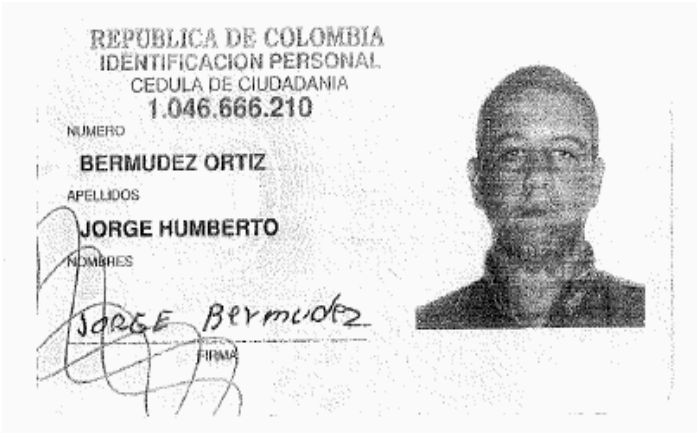 REPUBLICA DE COLOMBIA
IDENTIFICACION PERSONAL
CEDULA DE CIUDADANIA
1.046.666.210
NUMERO
BERMUDEZ ORTIZ
APELLIDOS
JORGE HUMBERTO
NOMBRES
JORGE Bermudez
FIRMA